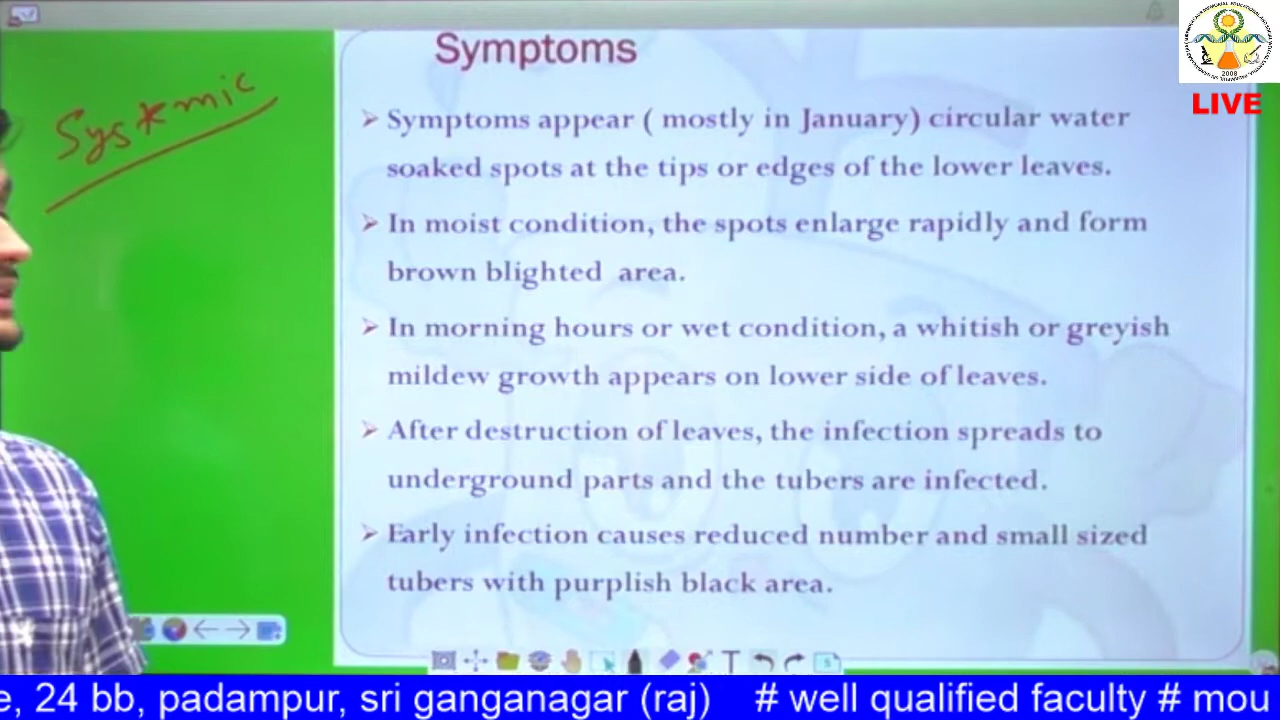 Symptoms
Systemic
➢ Symptoms appear ( mostly in January) circular water
soaked spots at the tips or edges of the lower leaves.
➢ In moist condition, the spots enlarge rapidly and form
brown blighted area.
➢ In morning hours or wet condition, a whitish or greyish
mildew growth appears on lower side of leaves.
➢ After destruction of leaves, the infection spreads to
underground parts and the tubers are infected.
➢ Early infection causes reduced number and small sized
tubers with purplish black area.
2008
LIVE
e, 24 bb, padampur, sri ganganagar (raj) # well qualified faculty # mou